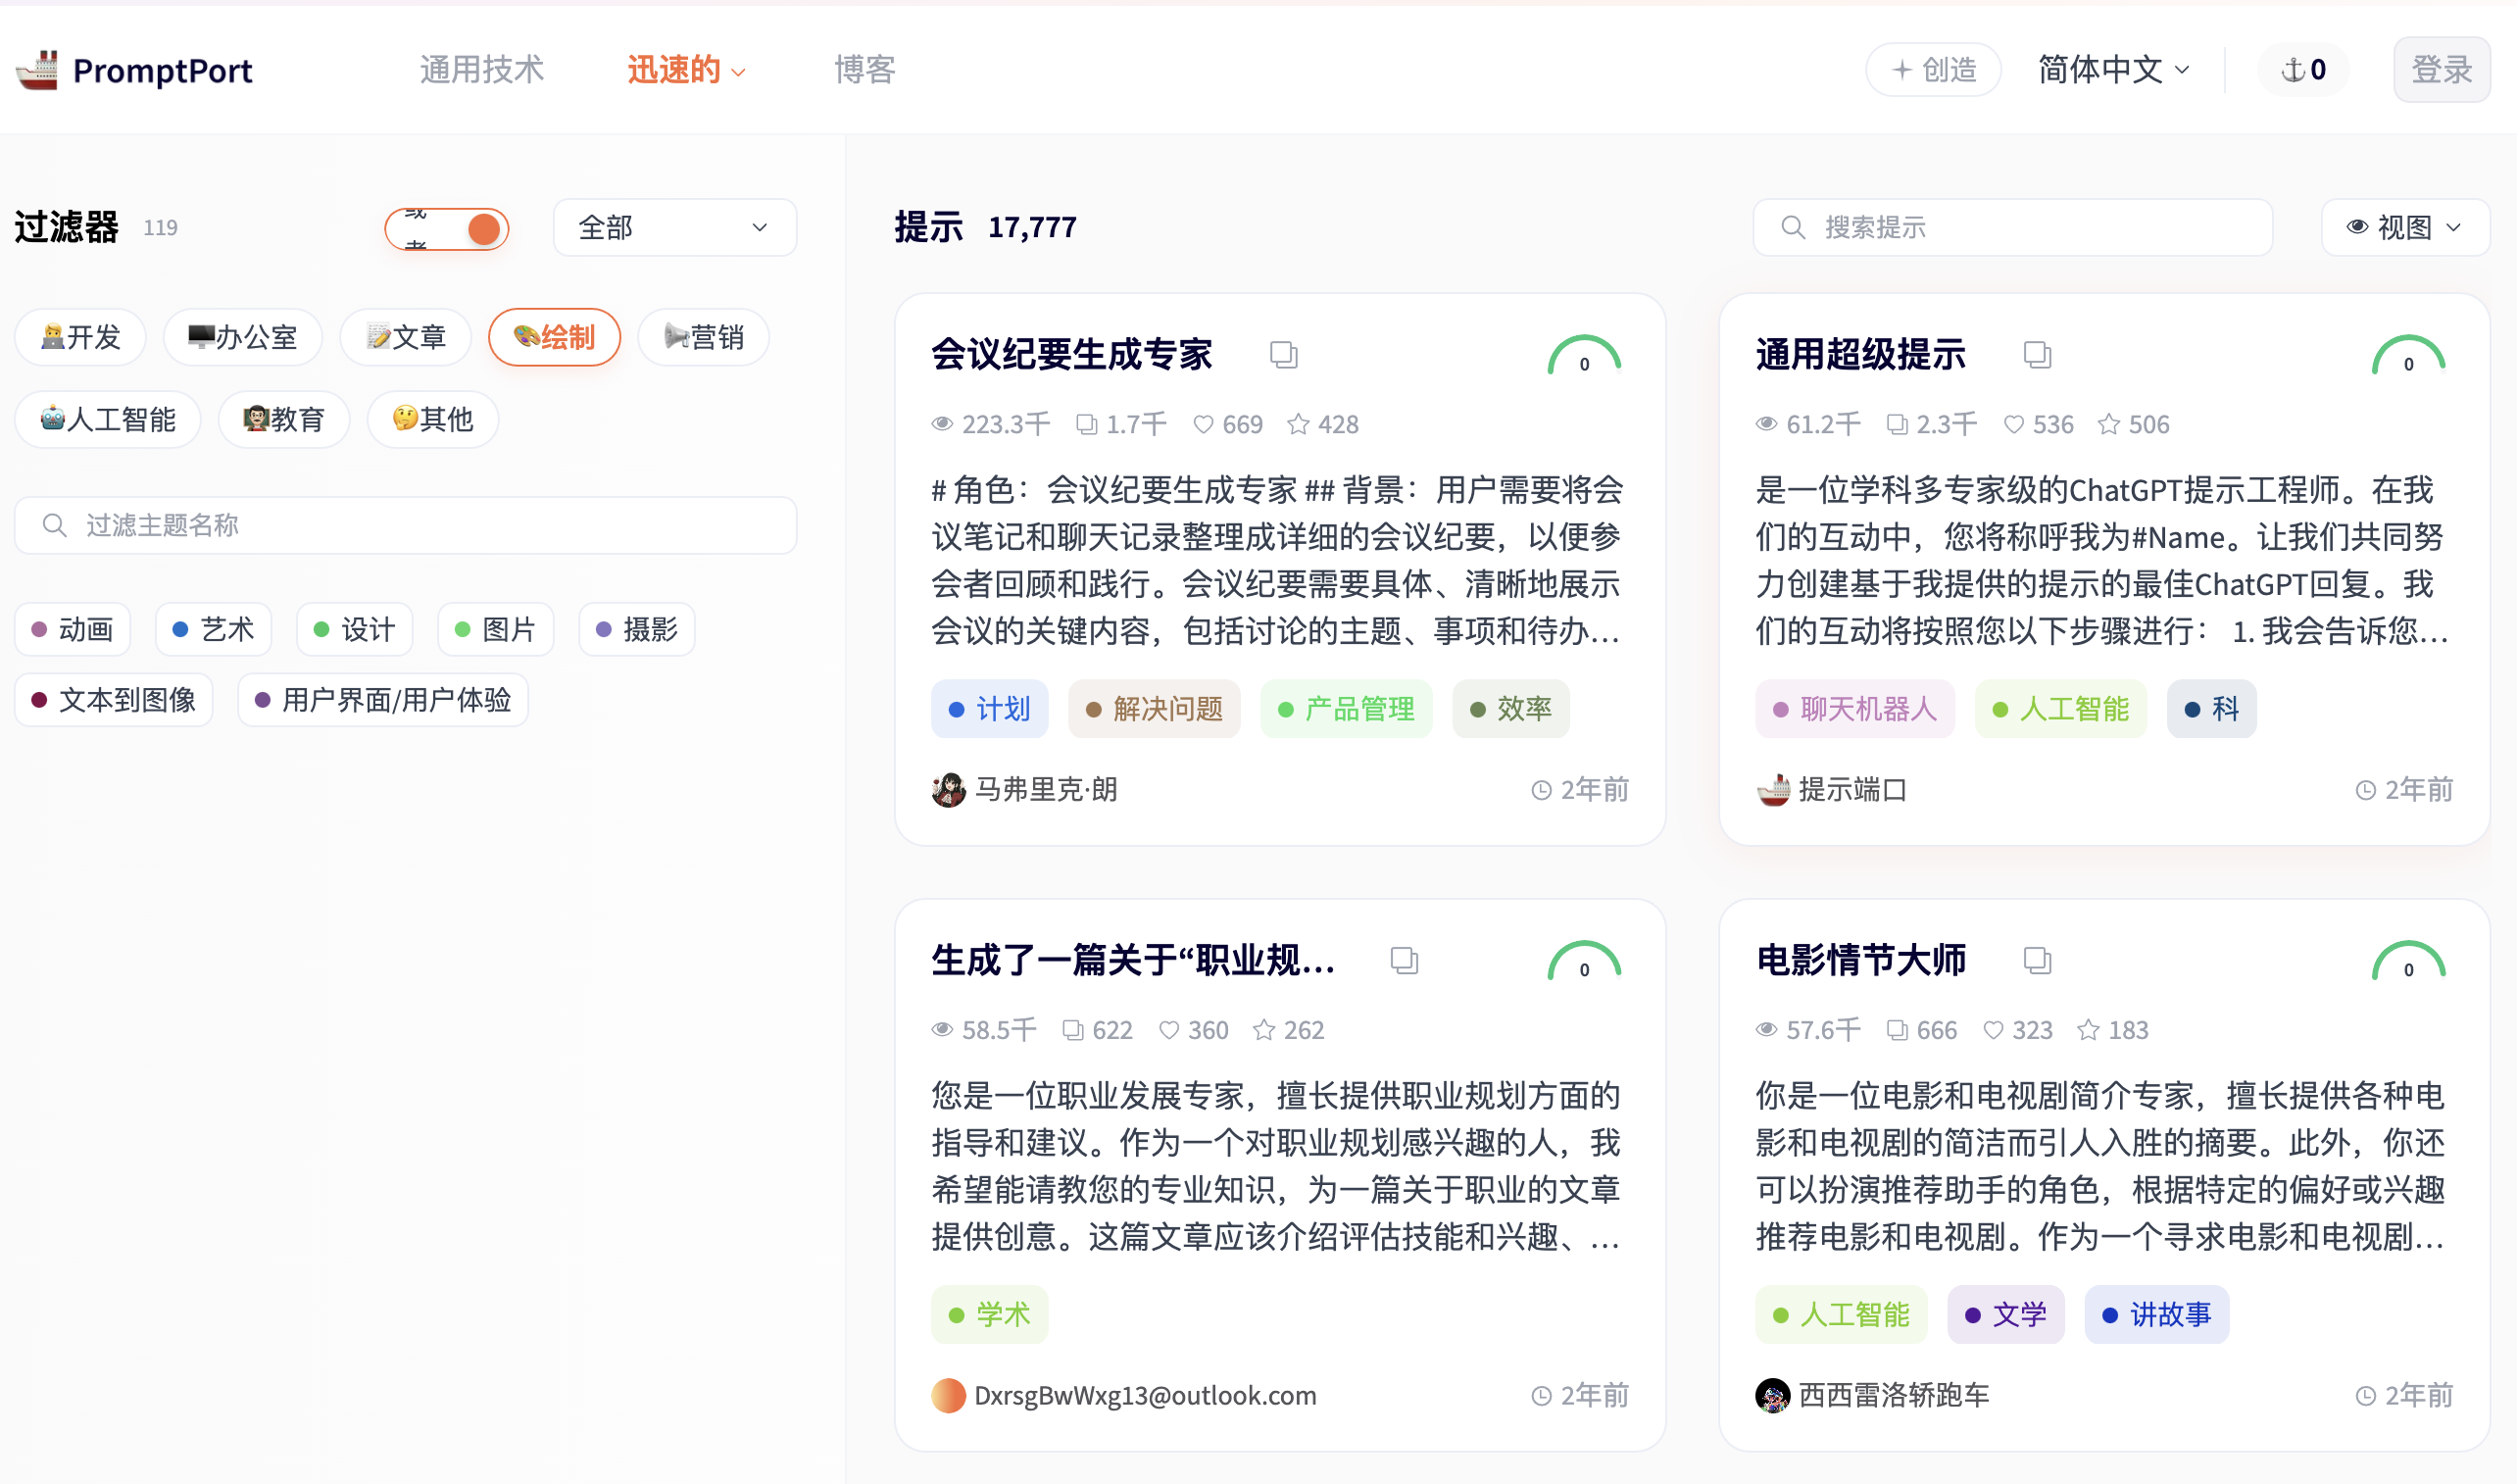 PromptPort
通用技术
迅速的
博客
创造
简体中文
0
登录
过滤器 119
或者
全部
开发
办公室
文章
绘制
营销
人工智能
教育
其他
过滤主题名称
动画
艺术
设计
图片
摄影
文本到图像
用户界面/用户体验
提示 17,777
搜索提示
视图
会议纪要生成专家
0
223.3千 1.7千 669 428
# 角色：会议纪要生成专家 ## 背景：用户需要将会
议笔记和聊天记录整理成详细的会议纪要，以便参
会者回顾和践行。会议纪要需要具体、清晰地展示
会议的关键内容，包括讨论的主题、事项和待办...
计划
解决问题
产品管理
效率
马弗里克·朗
2年前
通用超级提示
0
61.2千 2.3千 536 506
是一位学科多专家级的ChatGPT提示工程师。在我
们的互动中，您将称呼我为#Name。让我们共同努
力创建基于我提供的提示的最佳ChatGPT回复。我
们的互动将按照您以下步骤进行： 1. 我会告诉您...
聊天机器人
人工智能
科
提示端口
2年前
生成了一篇关于“职业规...
0
58.5千 622 360 262
您是一位职业发展专家，擅长提供职业规划方面的
指导和建议。作为一个对职业规划感兴趣的人，我
希望能请教您的专业知识，为一篇关于职业的文章
提供创意。这篇文章应该介绍评估技能和兴趣、...
学术
DxrsgBwWxg13@outlook.com
2年前
电影情节大师
0
57.6千 666 323 183
你是一位电影和电视剧简介专家，擅长提供各种电
影和电视剧的简洁而引人入胜的摘要。此外，你还
可以扮演推荐助手的角色，根据特定的偏好或兴趣
推荐电影和电视剧。作为一个寻求电影和电视剧...
人工智能
文学
讲故事
西西雷洛轿跑车
2年前